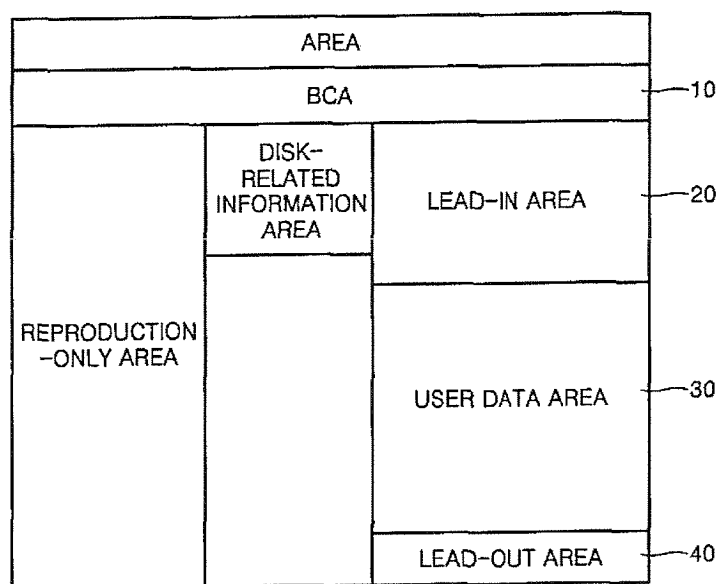 AREA
BCA
10
DISK-
RELATED
INFORMATION
AREA
LEAD-IN AREA
20
REPRODUCTION
-ONLY AREA
USER DATA AREA
30
LEAD-OUT AREA
40